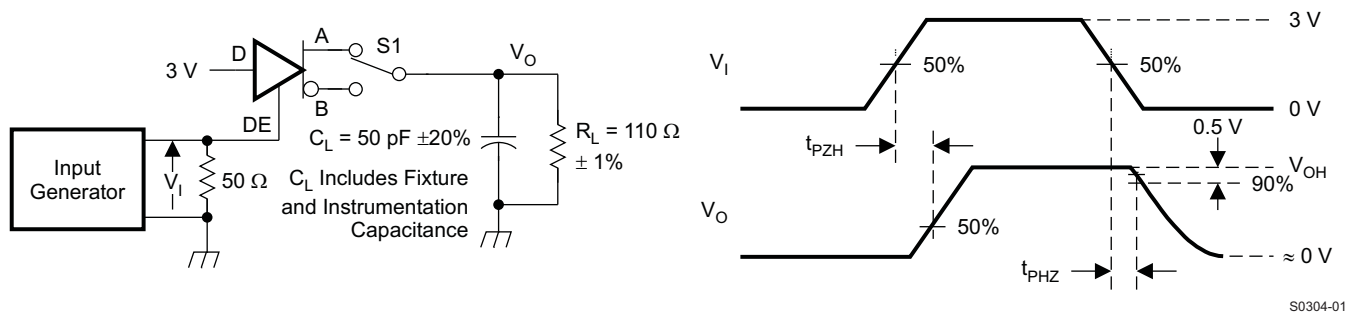 D
A
S1
V_O
3 V
B
DE
C_L = 50 pF ±20%
R_L = 110 Ω
± 1%
Input
Generator
V_I
50 Ω
C_L Includes Fixture
and Instrumentation
Capacitance
3 V
V_I
50%
50%
0 V
0.5 V
t_PZH
V_OH
90%
V_O
50%
≈ 0 V
t_PHZ
S0304-01